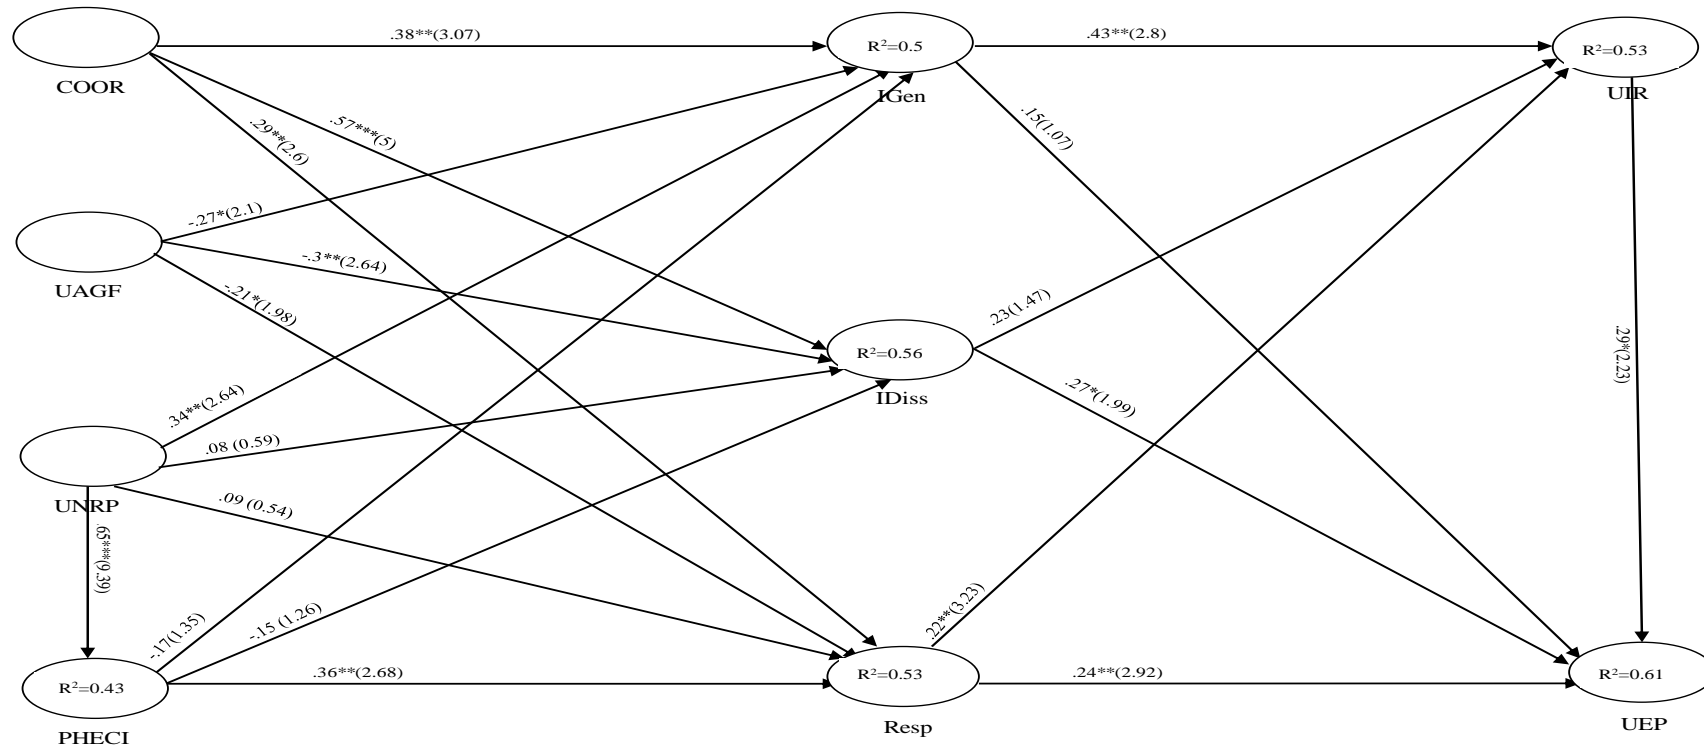 .38**(3.07)
.43**(2.8)
R²=0.5
R²=0.53
COOR
IGen
UIR
.29**(2.6)
.57***(5)
.15(1.07)
-.27*(2.1)
-.3**(2.64)
UAGF
-.21*(1.98)
.23(1.47)
.29*(2.23)
R²=0.56
IDiss
.27*(1.99)
.34**(2.64)
.08 (0.59)
UNRP
.09 (0.54)
.65***(9.39)
-.17(1.35)
-.15 (1.26)
.22**(3.23)
.36**(2.68)
.24**(2.92)
R²=0.43
R²=0.53
R²=0.61
PHECI
Resp
UEP